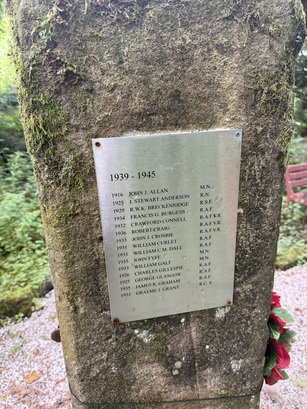 1939 - 1945
1916 JOHN J. ALLAN M.N.
1925 J. STEWART ANDERSON R.N.
1929 R.W.K. BRECKENRIDGE R.S.F.
1934 FRANCIS G. BURGESS R.A.F.
1932 CRAWFORD CONNELL R.A.F.V.R.
1936 ROBERT CRAIG R.A.F.V.R.
1933 JOHN J. CROSBIE R.A.F.V.R.
1931 WILLIAM CURLET R.A.F.
1933 WILLIAM C.M. DALL R.A.F.
JOHN FYFE M.N.
1935 WILLIAM GALT R.A.F.
1926 CHARLES GILLESPIE R.A.F.
GEORGE GLASGOW R.A.F.
1935 JAMES R. GRAHAM R.A.F.
1931 GRAEME J. GRANT